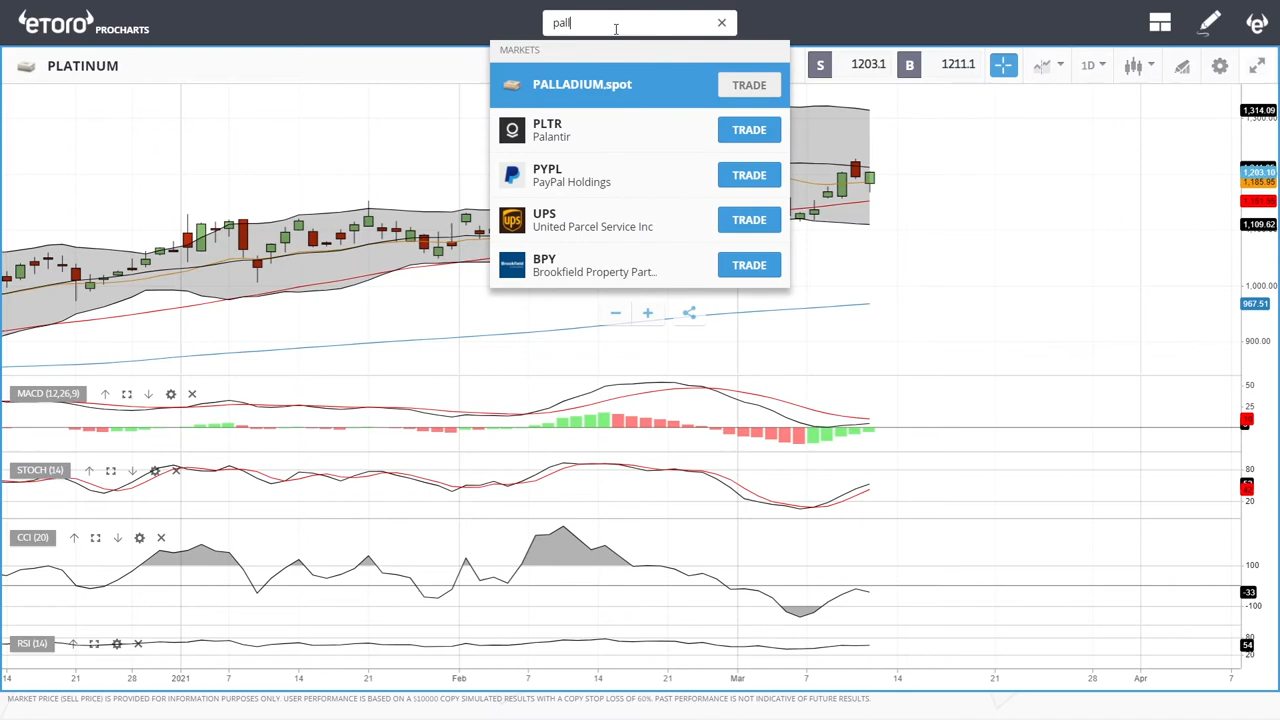 eToro PROCHARTS
pall
MARKETS
PALLADIUM.spot TRADE
PLTR
Palantir
TRADE
PYPL
PayPal Holdings
TRADE
UPS
United Parcel Service Inc
TRADE
BPY
Brookfield Property Part...
TRADE
PLATINUM
S 1203.1 B 1211.1 1D
1,314.09
1,203.10
1,185.95
1,109.62
1,000.00
967.51
900.00
MACD (12,26,9)
50
25
STOCH (14)
80
20
CCI (20)
100
-33
-100
RSI (14)
54
20
14 21 28 2021 7 14 21 Feb 7 14 21 Mar 7 14 21 28 Apr 7
MARKET PRICE (SELL PRICE) IS PROVIDED FOR INFORMATION PURPOSES ONLY. USER PERFORMANCE IS BASED ON A $10000 COPY SIMULATED RESULTS WITH A COPY STOP LOSS OF 60%. PAST PERFORMANCE IS NOT INDICATIVE OF FUTURE RESULTS.